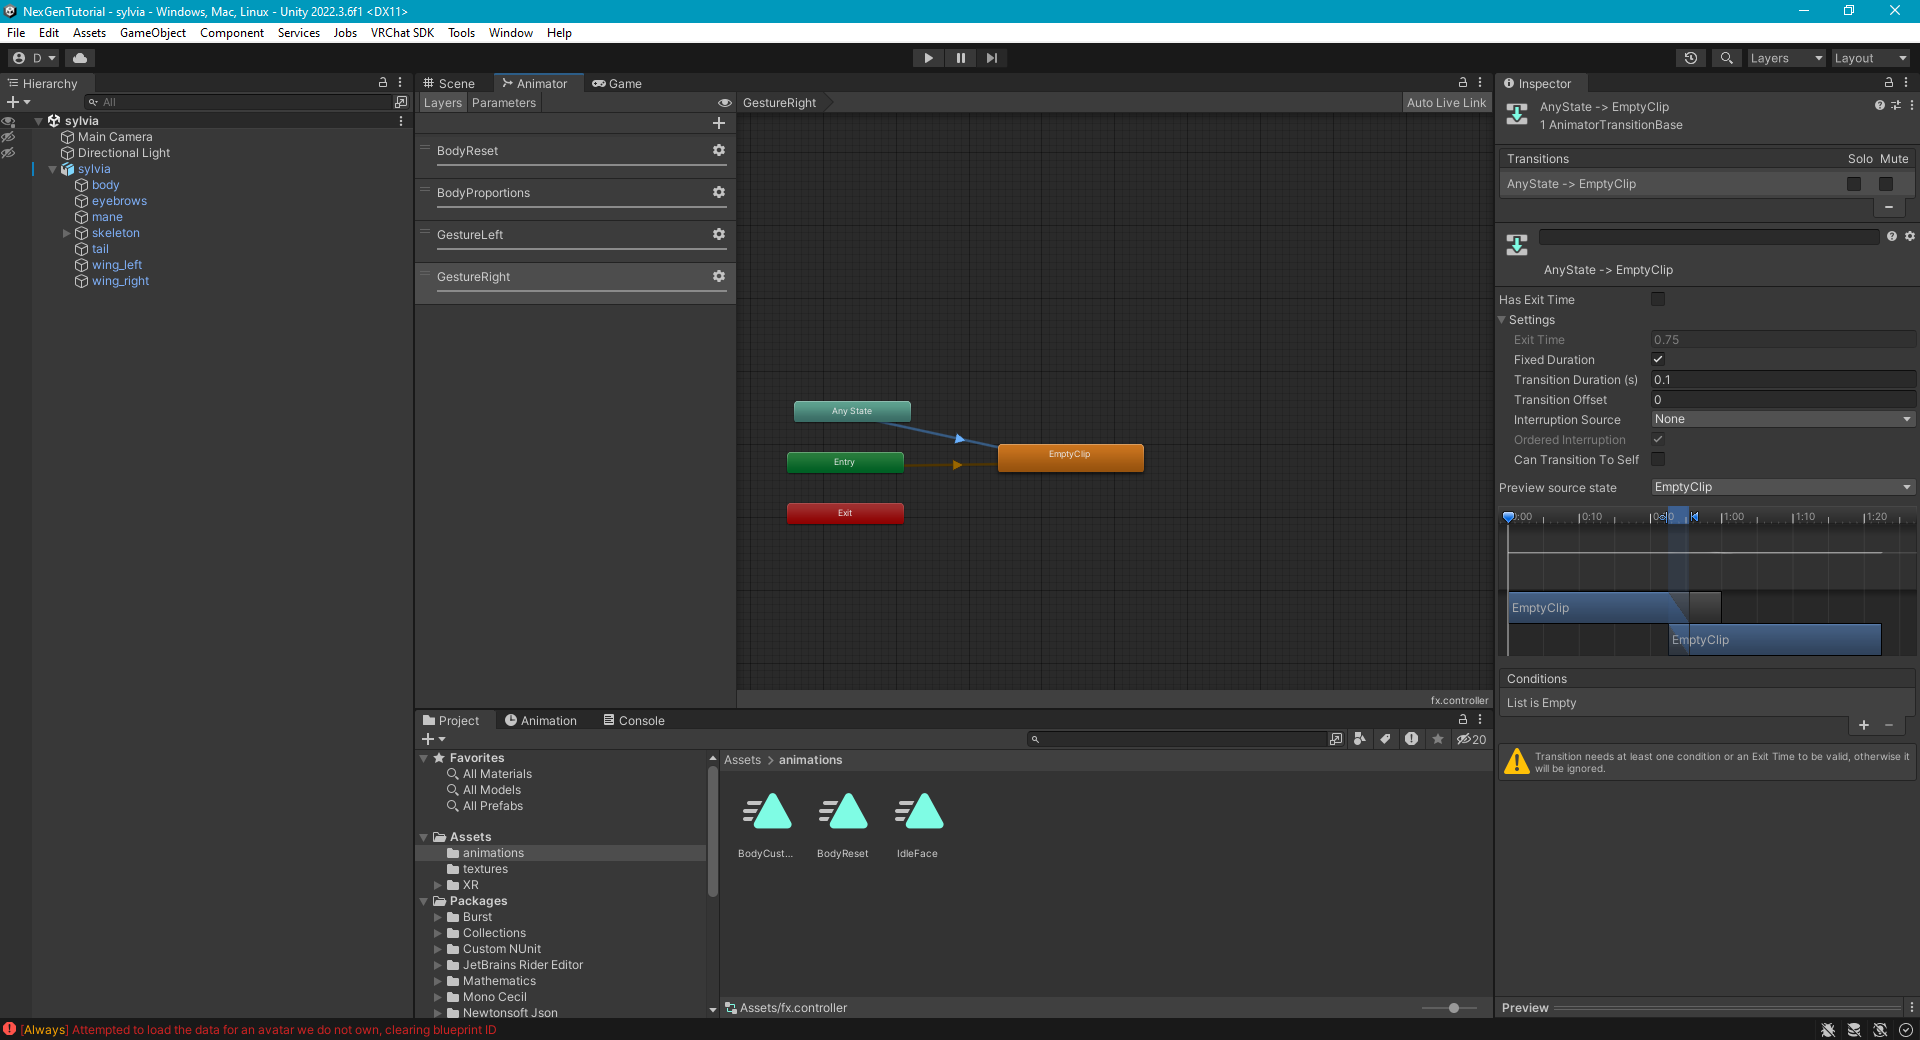 NexGenTutorial - sylvia - Windows, Mac, Linux - Unity 2022.3.6f1 <DX11>
File Edit Assets GameObject Component Services Jobs VRChat SDK Tools Window Help
D Layers Layout
Hierarchy
All
sylvia
Main Camera
Directional Light
sylvia
body
eyebrows
mane
skeleton
tail
wing_left
wing_right
Scene Animator Game
Layers Parameters
GestureRight Auto Live Link
BodyReset
BodyProportions
GestureLeft
GestureRight
Any State
Entry
Exit
EmptyClip
fx.controller
Project Animation Console
20
Favorites
All Materials
All Models
All Prefabs
Assets
animations
textures
XR
Packages
Burst
Collections
Custom NUnit
JetBrains Rider Editor
Mathematics
Mono Cecil
Newtonsoft Json
Assets > animations
BodyCust... BodyReset IdleFace
Assets/fx.controller
Inspector
AnyState -> EmptyClip
1 AnimatorTransitionBase
Transitions Solo Mute
AnyState -> EmptyClip
AnyState -> EmptyClip
Has Exit Time
Settings
Exit Time 0.75
Fixed Duration
Transition Duration (s) 0.1
Transition Offset 0
Interruption Source None
Ordered Interruption
Can Transition To Self
Preview source state EmptyClip
0:10 1:00 1:10 1:20
EmptyClip
EmptyClip
Conditions
List is Empty
Transition needs at least one condition or an Exit Time to be valid, otherwise it
will be ignored.
Preview
[Always] Attempted to load the data for an avatar we do not own, clearing blueprint ID